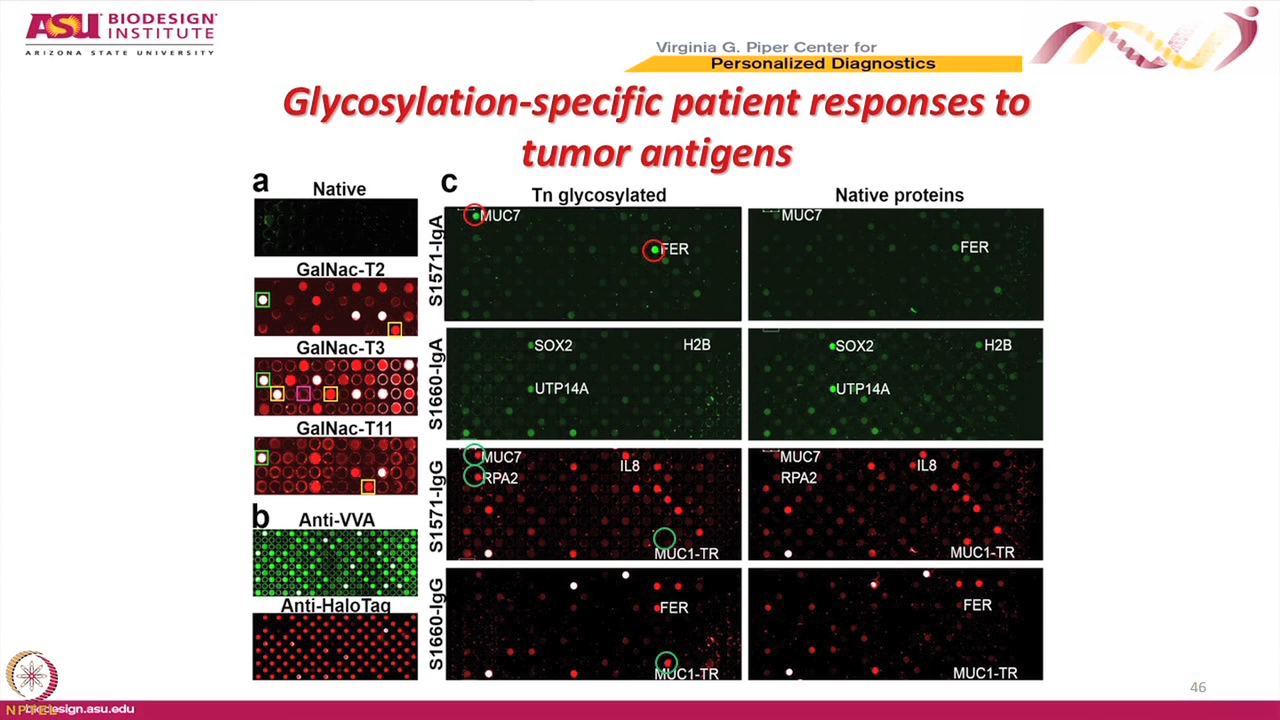 ASU BIODESIGN INSTITUTE
ARIZONA STATE UNIVERSITY
Virginia G. Piper Center for
Personalized Diagnostics
Glycosylation-specific patient responses to
tumor antigens
a
Native
GalNac-T2
GalNac-T3
GalNac-T11
b
Anti-VVA
Anti-HaloTag
c
Tn glycosylated
Native proteins
S1571-IgA
MUC7
FER
MUC7
FER
S1660-IgA
SOX2
H2B
UTP14A
SOX2
H2B
UTP14A
S1571-IgG
MUC7
IL8
RPA2
MUC1-TR
MUC7
IL8
RPA2
MUC1-TR
S1660-IgG
FER
MUC1-TR
FER
MUC1-TR
46
NPTEL
biodesign.asu.edu